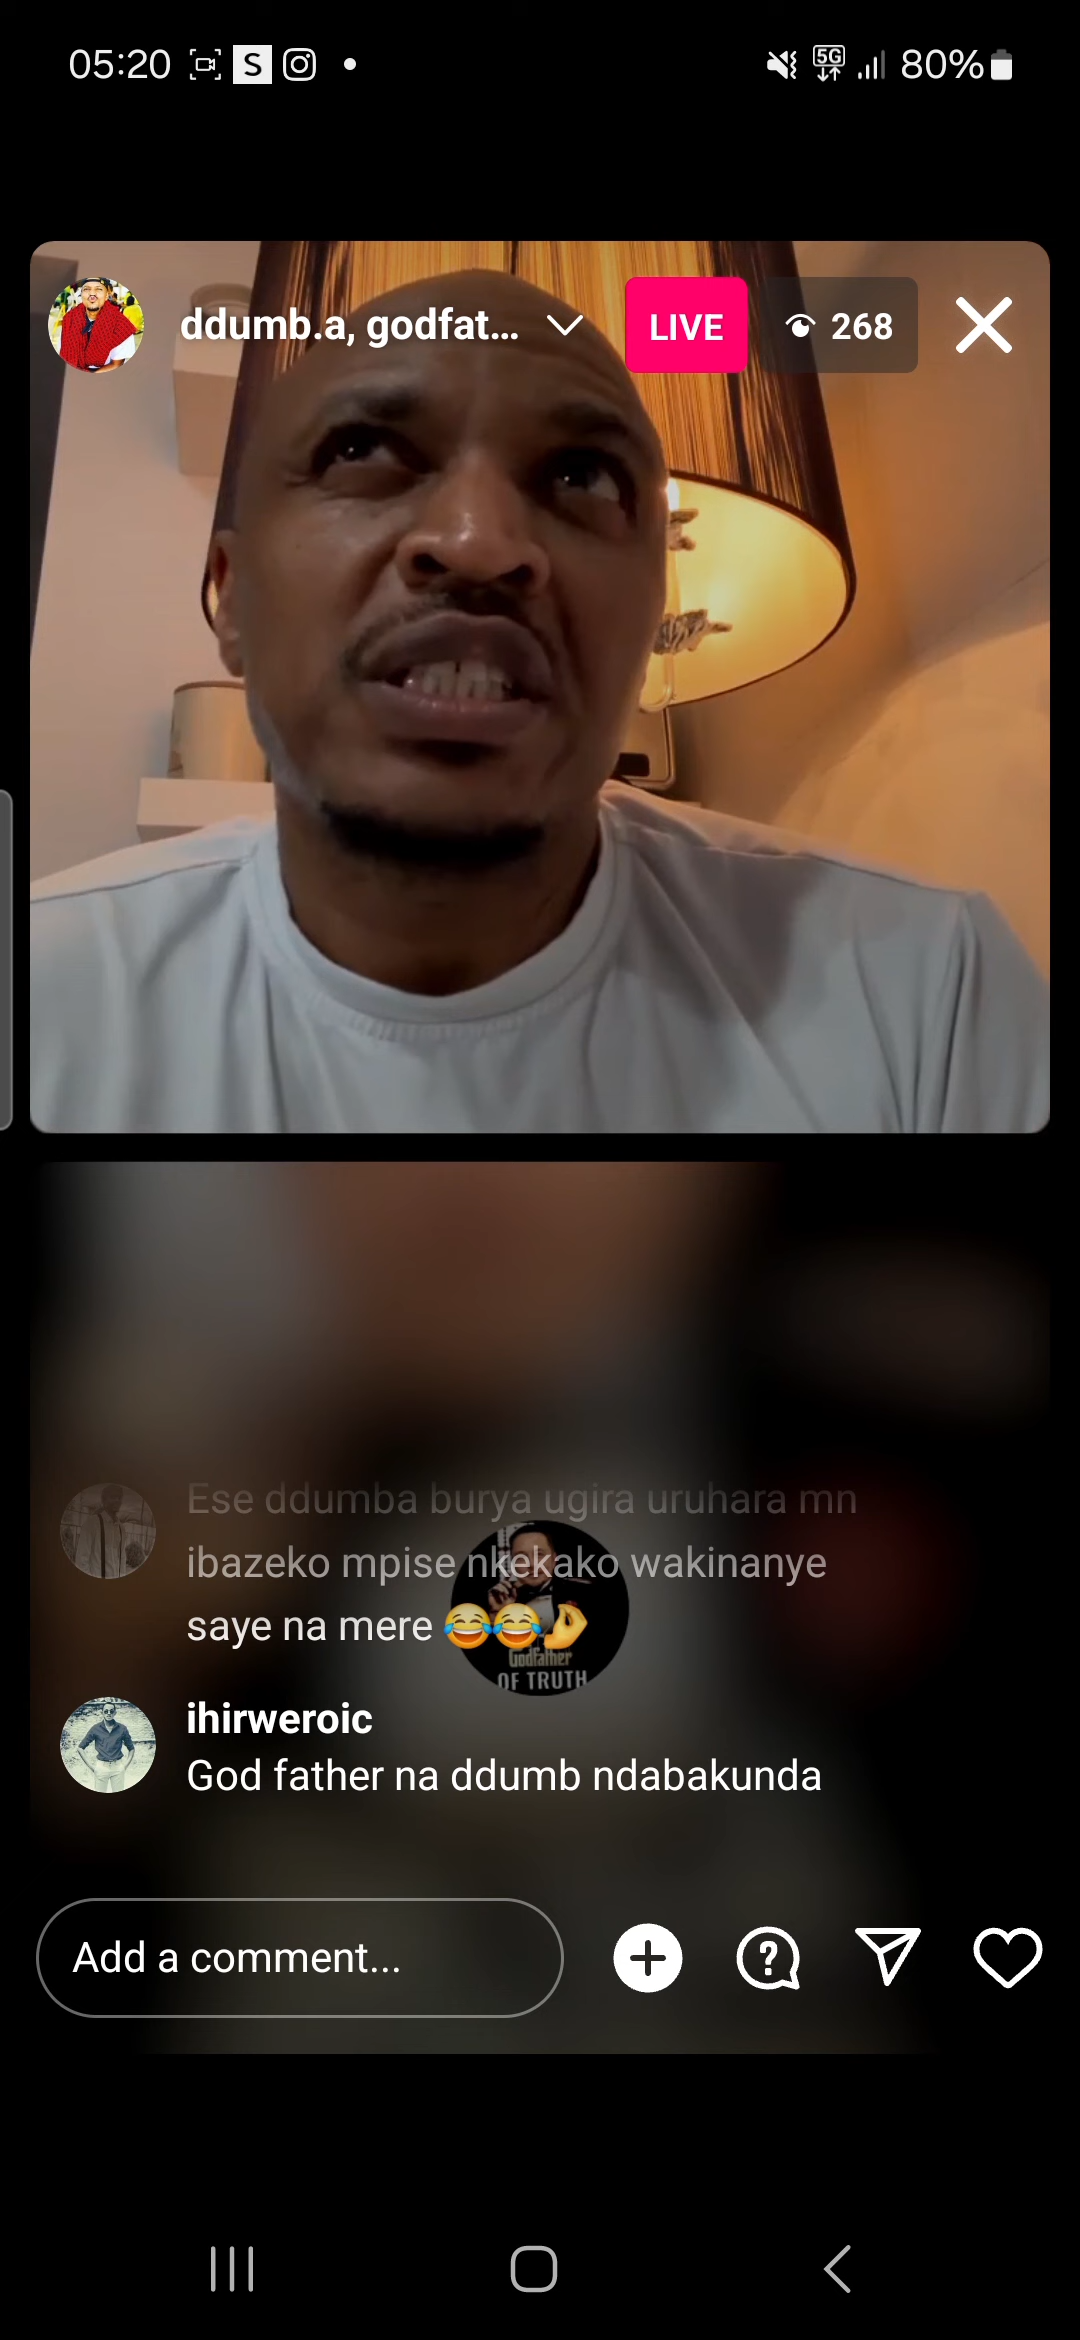 05:20
S
5G
80%
ddumb.a, godfat...
LIVE
268
Ese ddumba burya ugira uruhara mn
ibazeko mpise nkekako wakinanye
saye na mere 😂😂🤌
Godfather
OF TRUTH
ihirweroic
God father na ddumb ndabakunda
Add a comment...